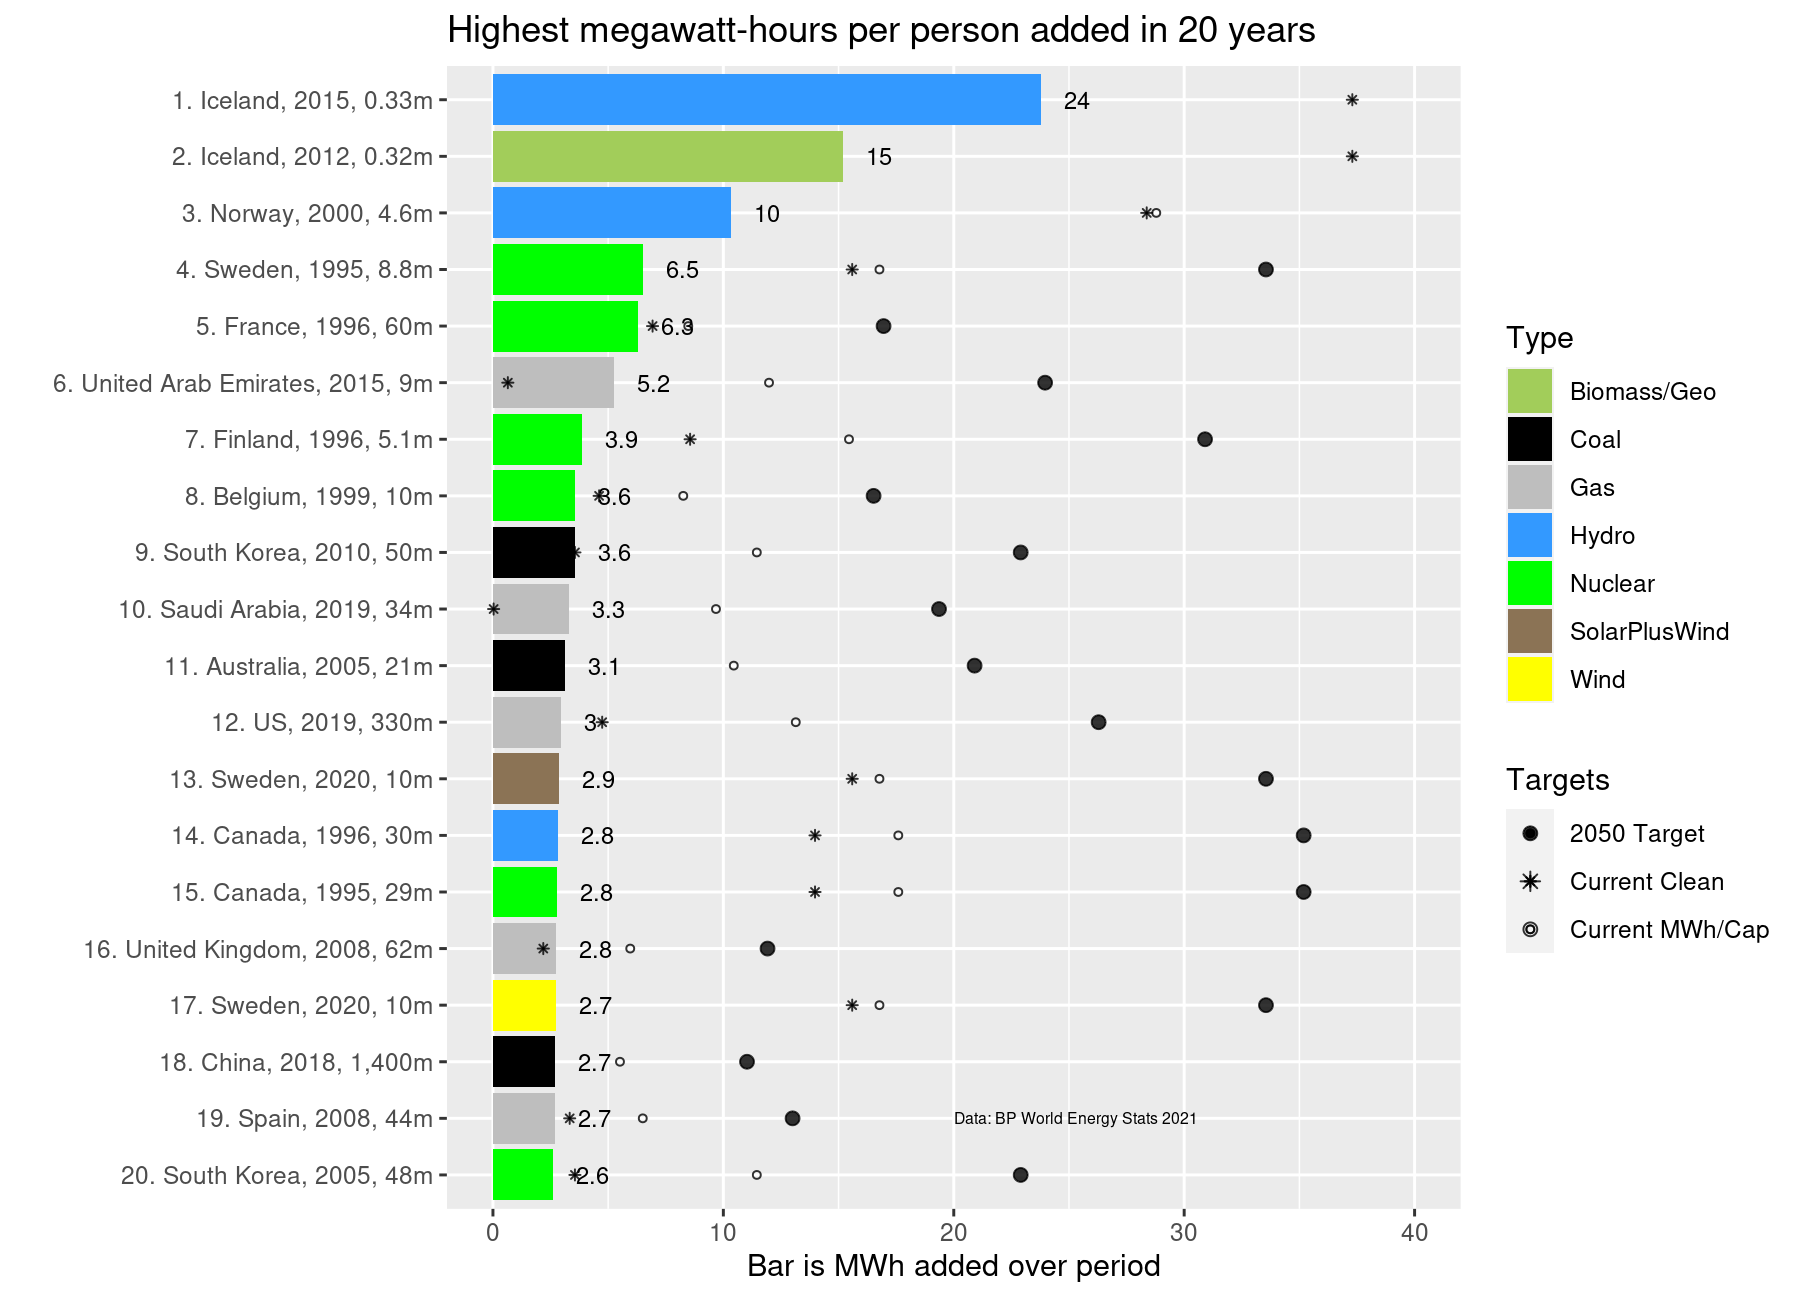 Highest megawatt-hours per person added in 20 years
1. Iceland, 2015, 0.33m
24
2. Iceland, 2012, 0.32m
15
3. Norway, 2000, 4.6m
10
4. Sweden, 1995, 8.8m
6.5
5. France, 1996, 60m
6.3
6. United Arab Emirates, 2015, 9m
5.2
7. Finland, 1996, 5.1m
3.9
8. Belgium, 1999, 10m
3.6
9. South Korea, 2010, 50m
3.6
10. Saudi Arabia, 2019, 34m
3.3
11. Australia, 2005, 21m
3.1
12. US, 2019, 330m
3
13. Sweden, 2020, 10m
2.9
14. Canada, 1996, 30m
2.8
15. Canada, 1995, 29m
2.8
16. United Kingdom, 2008, 62m
2.8
17. Sweden, 2020, 10m
2.7
18. China, 2018, 1,400m
2.7
19. Spain, 2008, 44m
2.7
Data: BP World Energy Stats 2021
20. South Korea, 2005, 48m
2.6
0 10 20 30 40
Bar is MWh added over period
Type
Biomass/Geo
Coal
Gas
Hydro
Nuclear
SolarPlusWind
Wind
Targets
2050 Target
Current Clean
Current MWh/Cap